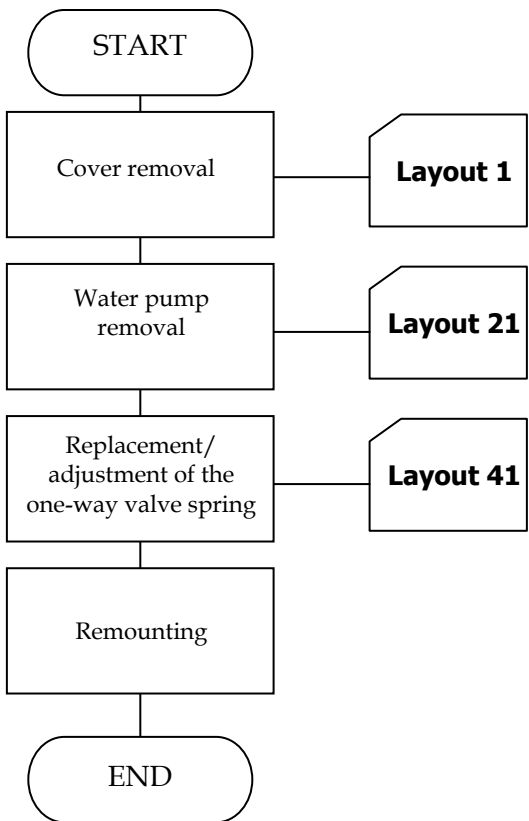 START
Cover removal
Layout 1
Water pump
removal
Layout 21
Replacement/
adjustment of the
one-way valve spring
Layout 41
Remounting
END